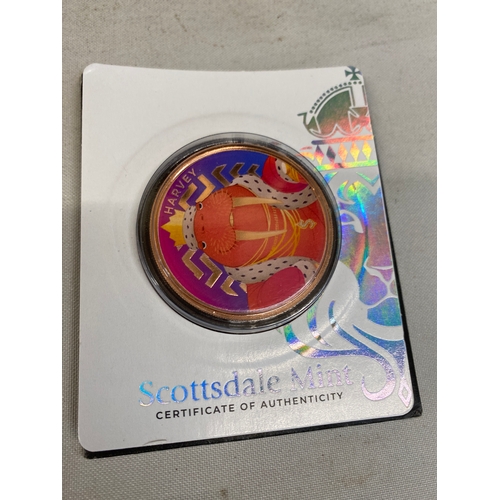 HARVEY
$
Scottsdale Mint
CERTIFICATE OF AUTHENTICITY